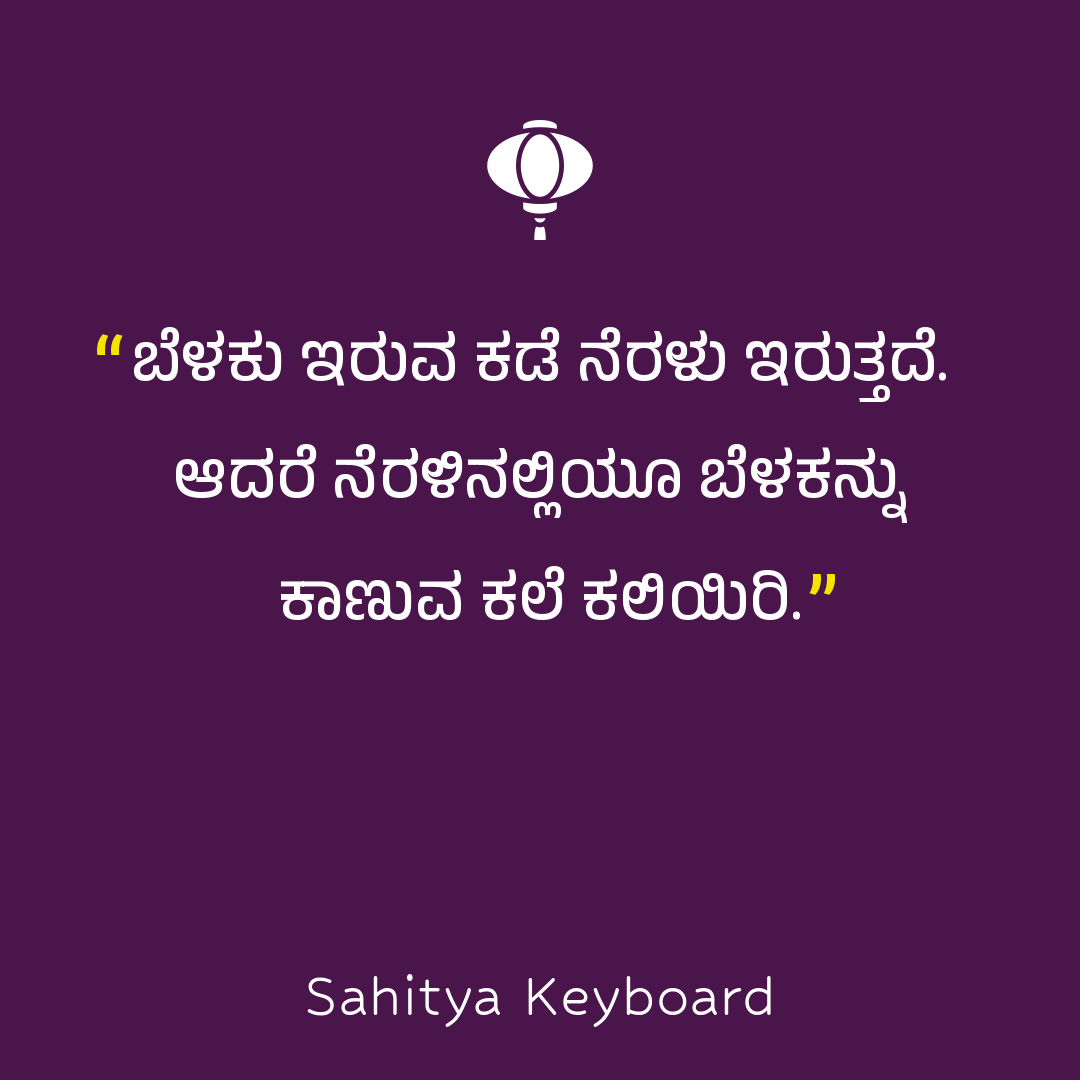 “ಬೆಳಕು ಇರುವ ಕಡೆ ನೆರಳು ಇರುತ್ತದೆ.
ಆದರೆ ನೆರಳಿನಲ್ಲಿಯೂ ಬೆಳಕನ್ನು
ಕಾಣುವ ಕಲೆ ಕಲಿಯಿರಿ.”
Sahitya Keyboard